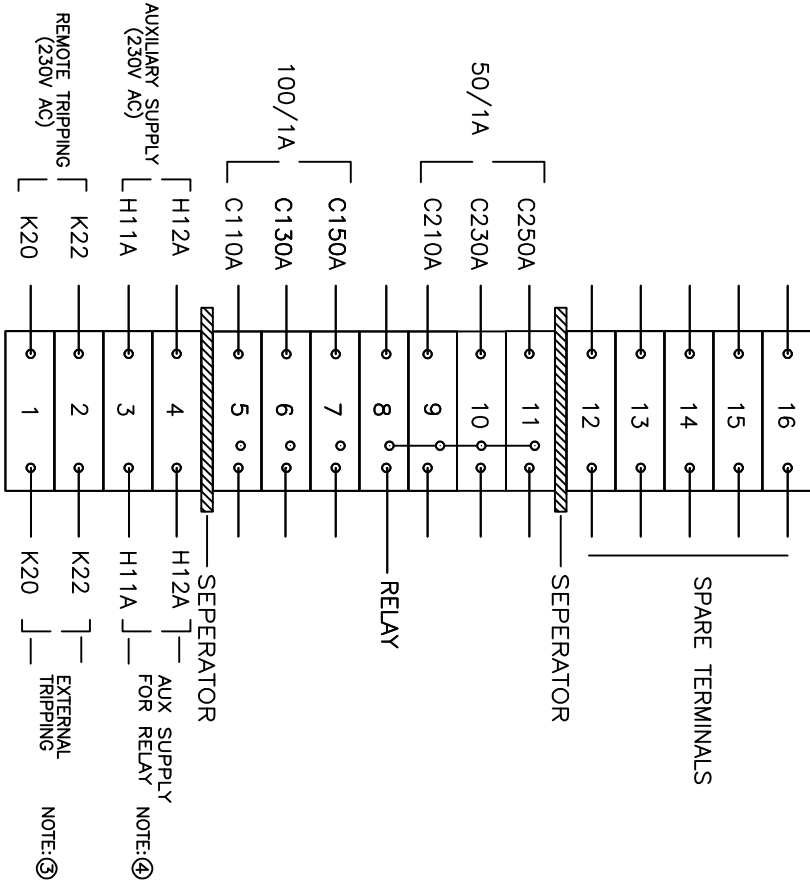 REMOTE TRIPPING
(230V AC)
AUXILIARY SUPPLY
(230V AC)
100/1A
50/1A
K20
K22
H11A
H12A
C110A
C130A
C150A
C210A
C230A
C250A
1
2
3
4
5
6
7
8
9
10
11
12
13
14
15
16
K20
K22
H11A
H12A
SEPERATOR
RELAY
SEPERATOR
SPARE TERMINALS
EXTERNAL
TRIPPING
NOTE:③
AUX SUPPLY
FOR RELAY
NOTE:④